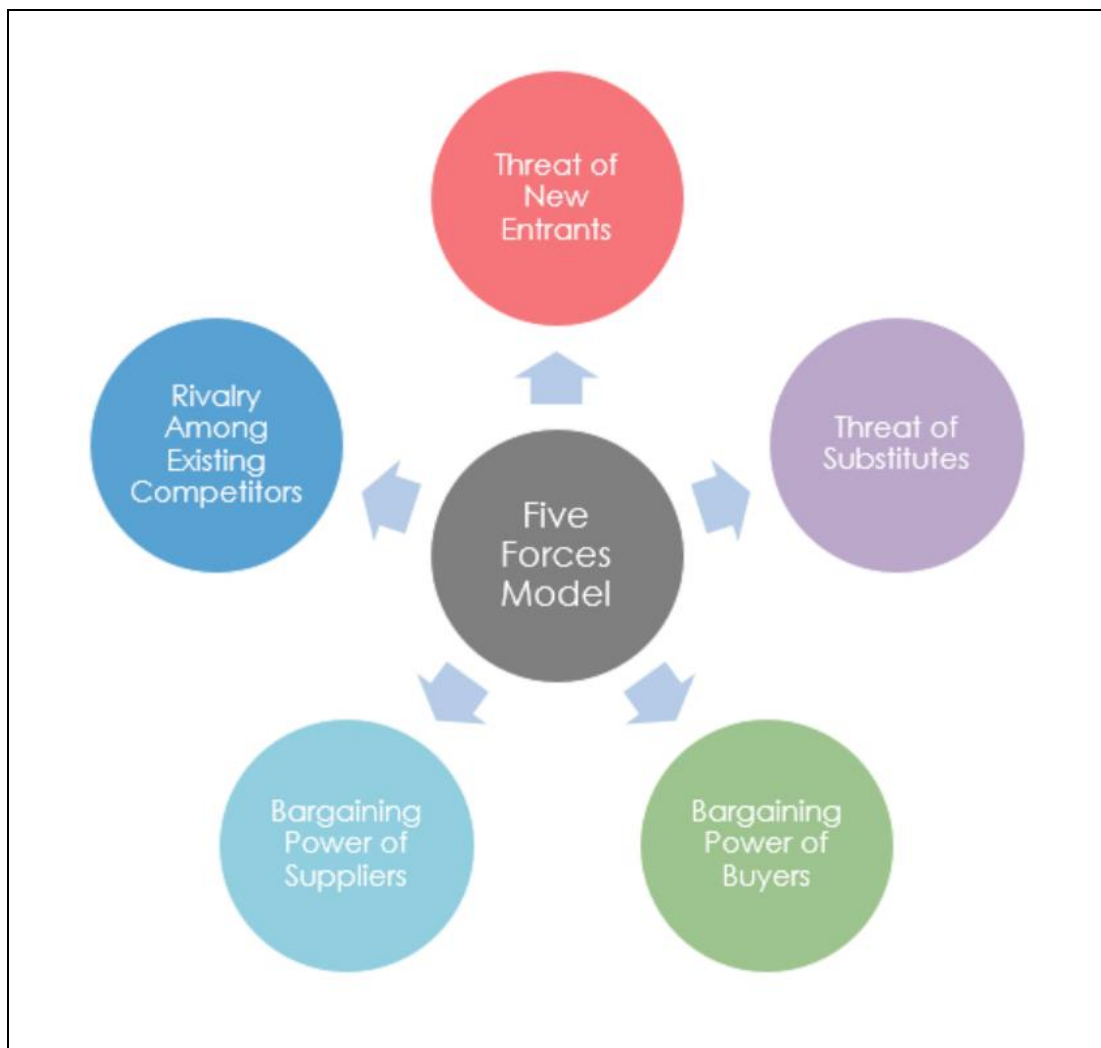 Threat of
New
Entrants
Rivalry
Among
Existing
Competitors
Threat of
Substitutes
Five
Forces
Model
Bargaining
Power of
Suppliers
Bargaining
Power of
Buyers